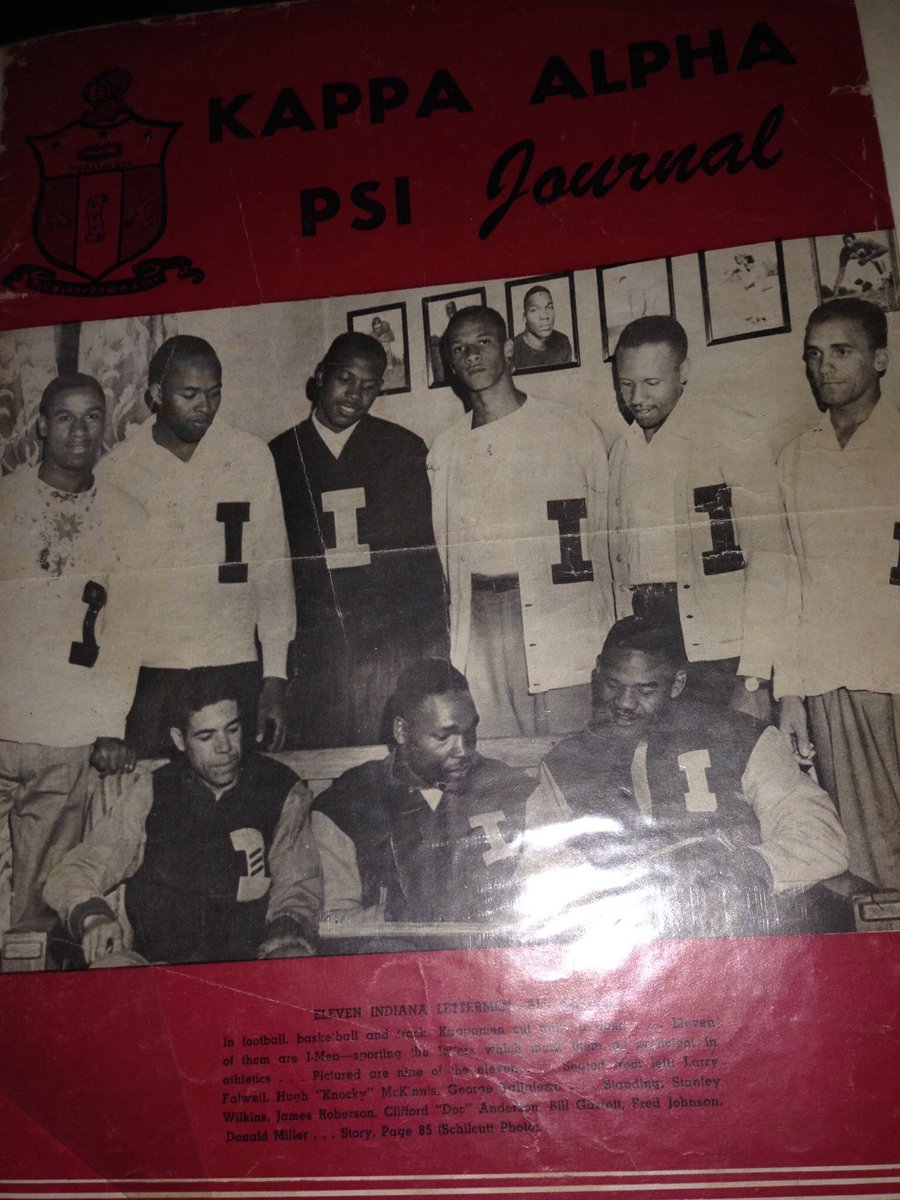 KAPPA ALPHA
PSI Journal
I
I
I
I
I
I
I
I
ELEVEN INDIANA LETTERMEN
In football, basketball and track, Kappamen cut Eleven
of them are I-Men—sporting the letters which mark them as proficient in
athletics . . . Pictured are nine of the eleven . . . Seated from left: Larry
Falwell, Hugh "Knocky" McKinnis, George . . . Standing, Stanley
Wilkins, James Roberson, Clifford "Doc" Anderson, Bill Garrett, Fred Johnson,
Donald Miller . . . Story, Page 85 (Schilcutt Photo).